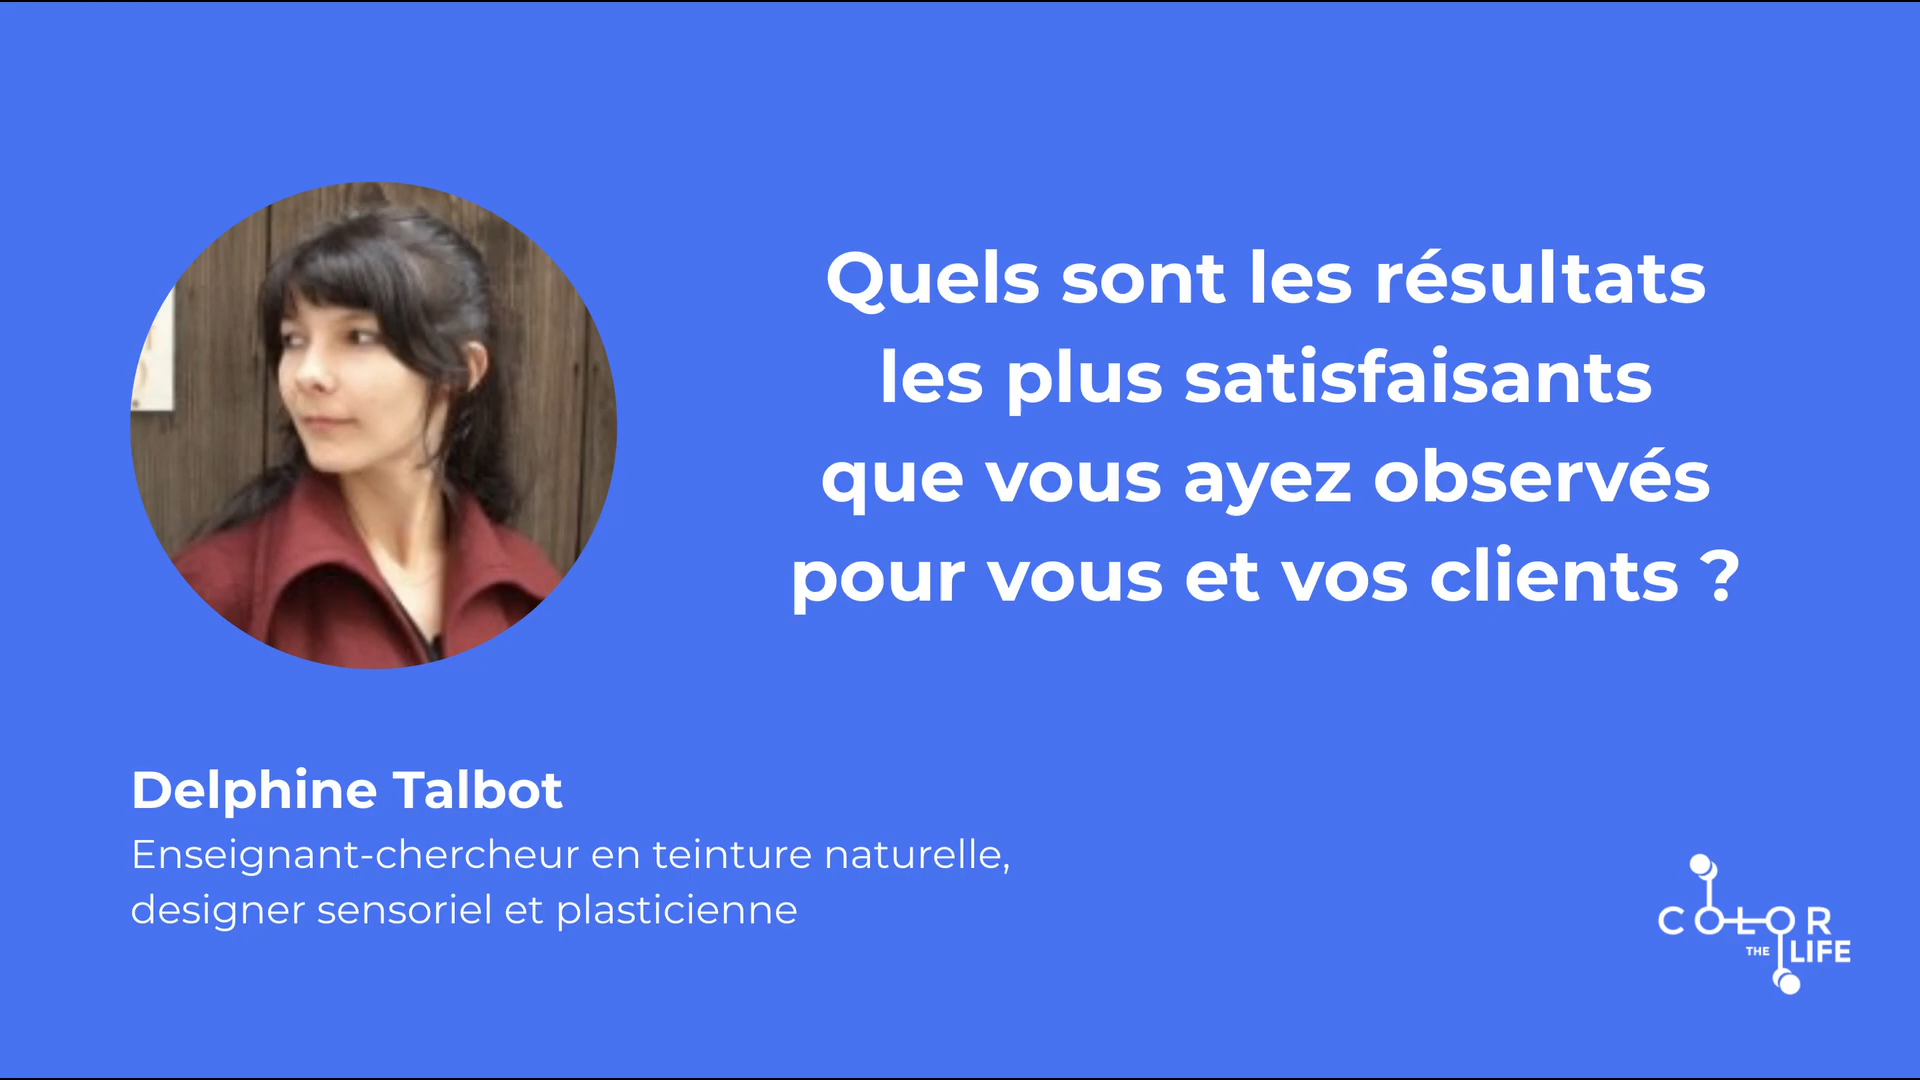 Quels sont les résultats
les plus satisfaisants
que vous ayez observés
pour vous et vos clients ?
Delphine Talbot
Enseignant-chercheur en teinture naturelle,
designer sensoriel et plasticienne
COLOR
THE LIFE